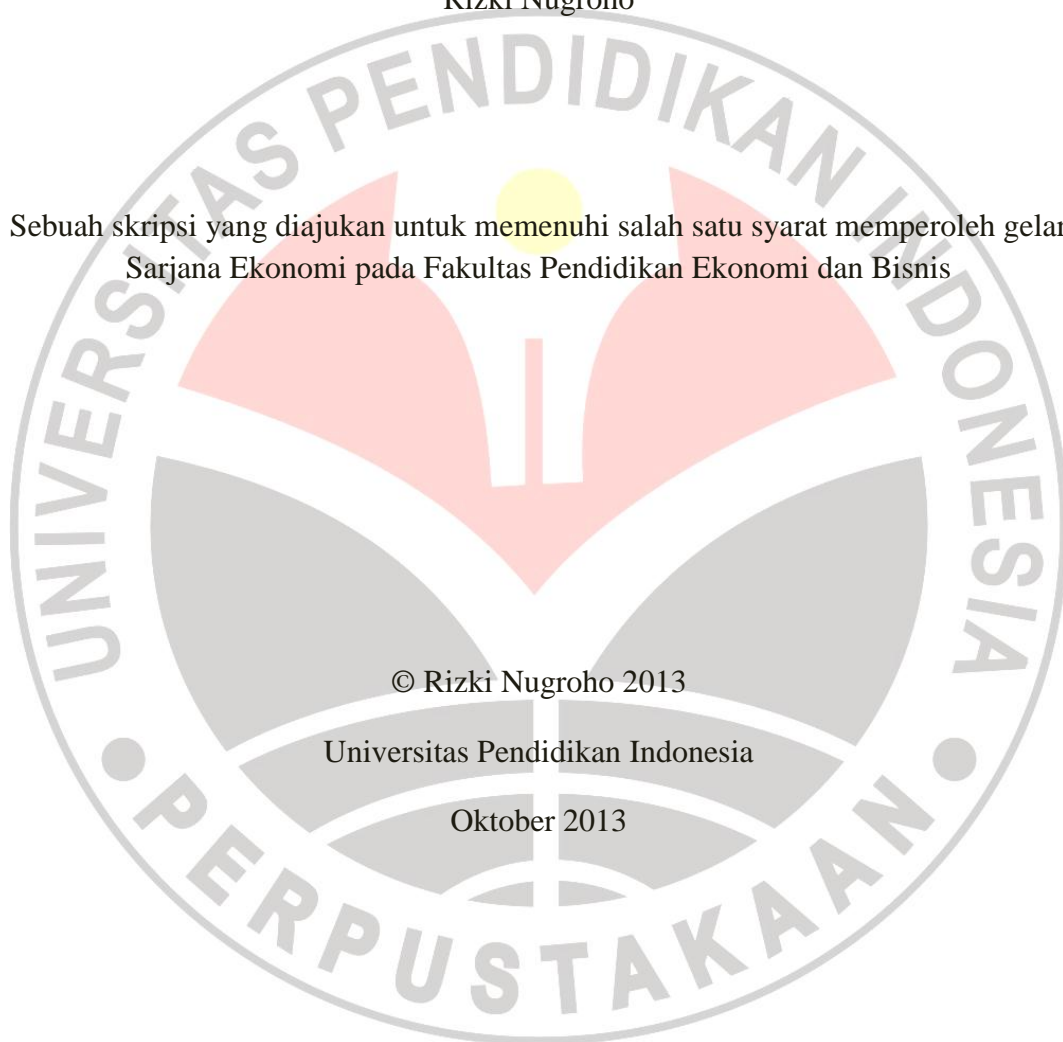 Rizki Nugroho
UNIVERSITAS PENDIDIKAN INDONESIA
Sebuah skripsi yang diajukan untuk memenuhi salah satu syarat memperoleh gelar
Sarjana Ekonomi pada Fakultas Pendidikan Ekonomi dan Bisnis
© Rizki Nugroho 2013
Universitas Pendidikan Indonesia
Oktober 2013
PERPUSTAKAAN